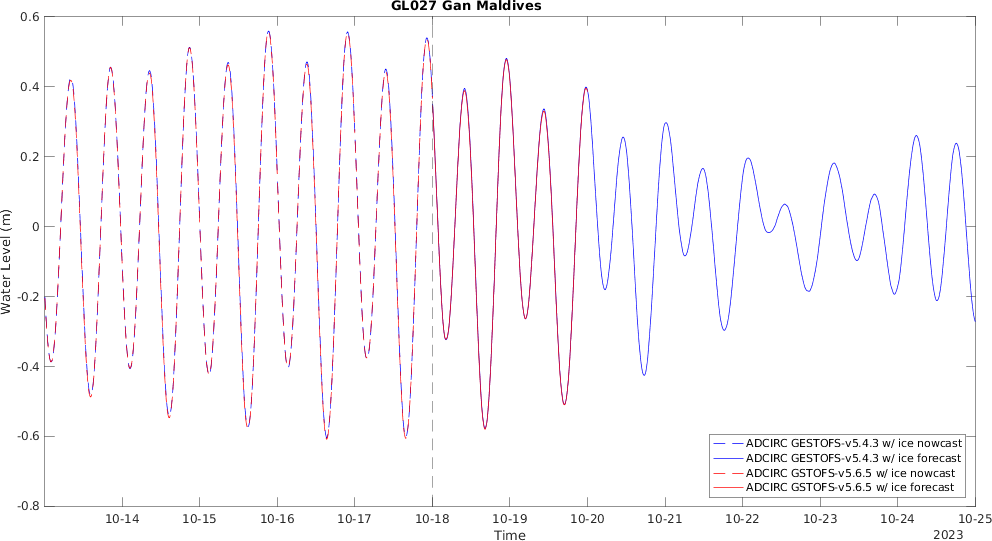 GL027 Gan Maldives
0.6
0.4
0.2
0
-0.2
-0.4
-0.6
-0.8
Water Level (m)
ADCIRC GESTOFS-v5.4.3 w/ ice nowcast
ADCIRC GESTOFS-v5.4.3 w/ ice forecast
ADCIRC GSTOFS-v5.6.5 w/ ice nowcast
ADCIRC GSTOFS-v5.6.5 w/ ice forecast
10-14 10-15 10-16 10-17 10-18 10-19 10-20 10-21 10-22 10-23 10-24 10-25
Time
2023